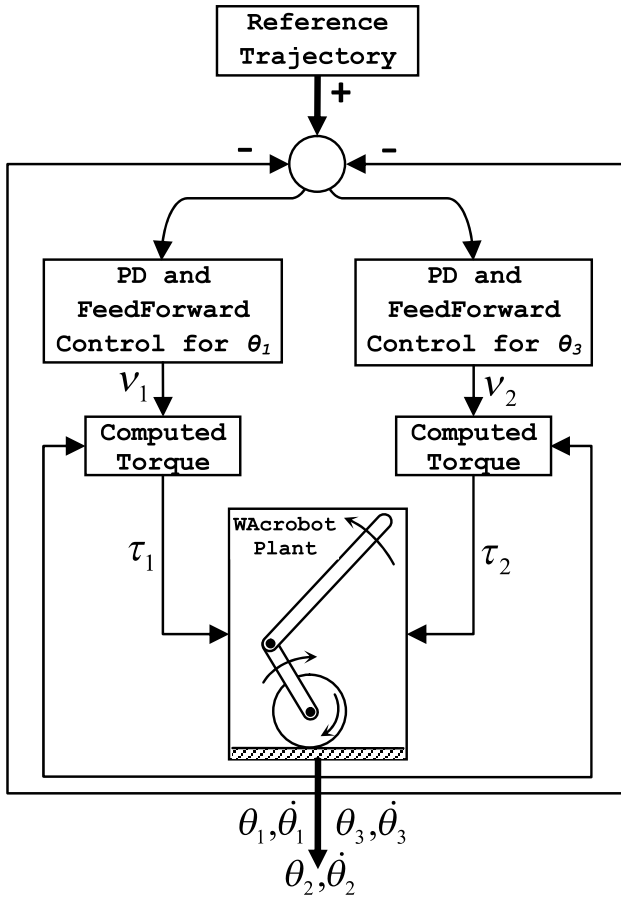 Reference
Trajectory
+
- -
PD and
FeedForward
Control for θ₁
PD and
FeedForward
Control for θ₃
ν₁
ν₂
Computed
Torque
Computed
Torque
WAcrobot
Plant
τ₁
τ₂
θ₁,θ̇₁ θ₃,θ̇₃
θ₂,θ̇₂